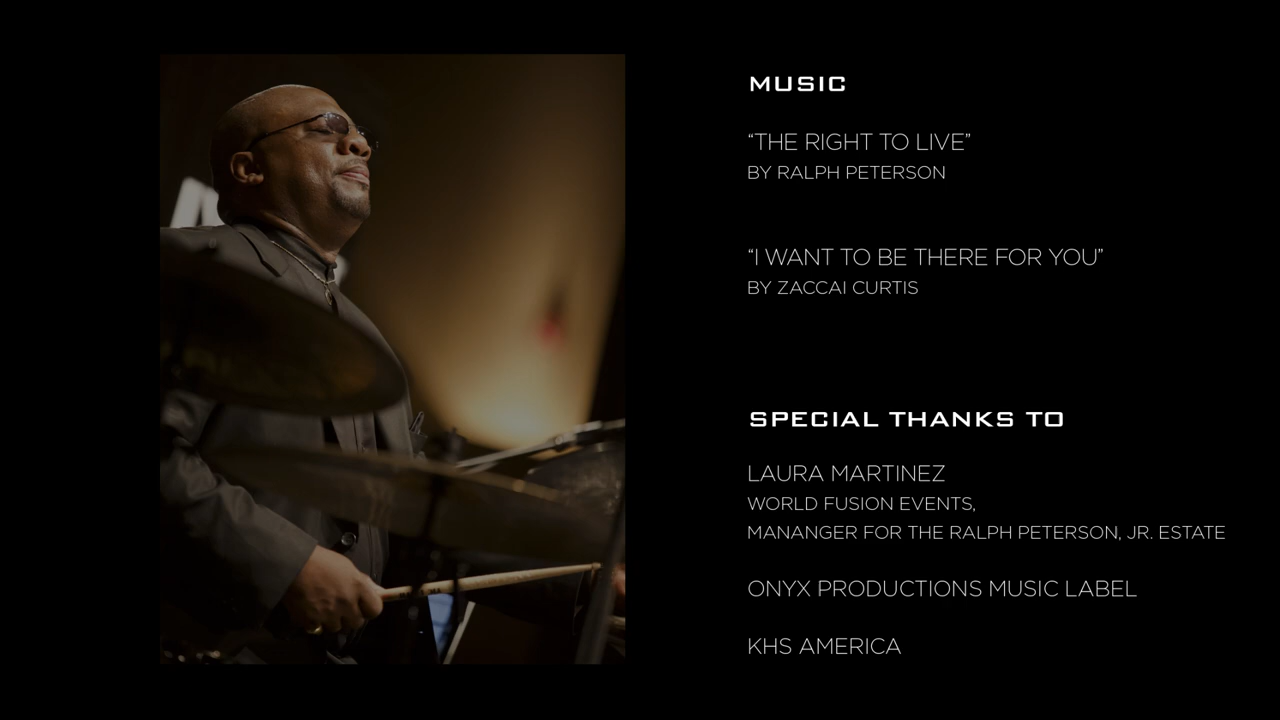 MUSIC
“THE RIGHT TO LIVE”
BY RALPH PETERSON
“I WANT TO BE THERE FOR YOU”
BY ZACCAI CURTIS
SPECIAL THANKS TO
LAURA MARTINEZ
WORLD FUSION EVENTS,
MANANGER FOR THE RALPH PETERSON, JR. ESTATE
ONYX PRODUCTIONS MUSIC LABEL
KHS AMERICA